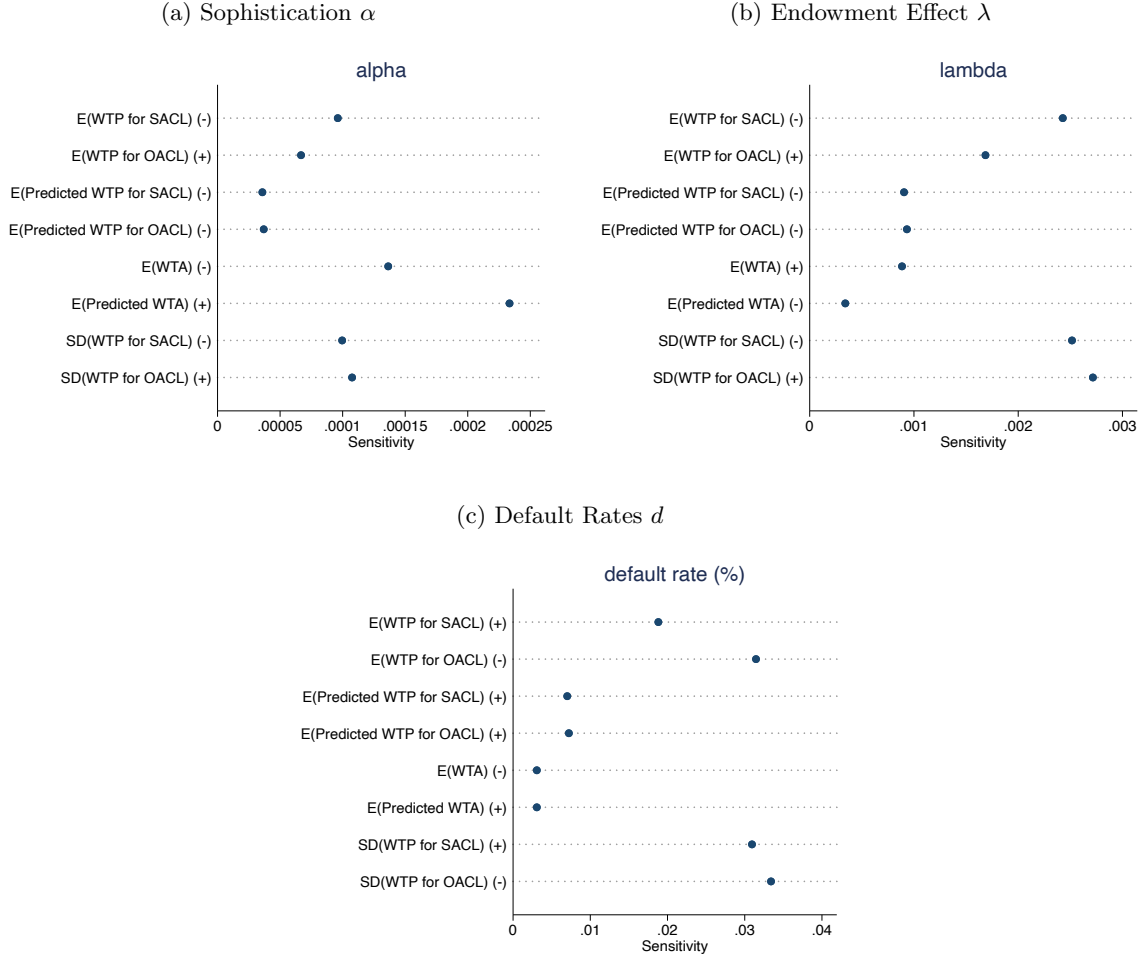 (a) Sophistication α
alpha
E(WTP for SACL) (-)
E(WTP for OACL) (+)
E(Predicted WTP for SACL) (-)
E(Predicted WTP for OACL) (-)
E(WTA) (-)
E(Predicted WTA) (+)
SD(WTP for SACL) (-)
SD(WTP for OACL) (+)
0 .00005 .0001 .00015 .0002 .00025
Sensitivity
(b) Endowment Effect λ
lambda
E(WTP for SACL) (-)
E(WTP for OACL) (+)
E(Predicted WTP for SACL) (-)
E(Predicted WTP for OACL) (-)
E(WTA) (+)
E(Predicted WTA) (-)
SD(WTP for SACL) (-)
SD(WTP for OACL) (+)
0 .001 .002 .003
Sensitivity
(c) Default Rates d
default rate (%)
E(WTP for SACL) (+)
E(WTP for OACL) (-)
E(Predicted WTP for SACL) (+)
E(Predicted WTP for OACL) (+)
E(WTA) (-)
E(Predicted WTA) (+)
SD(WTP for SACL) (+)
SD(WTP for OACL) (-)
0 .01 .02 .03 .04
Sensitivity